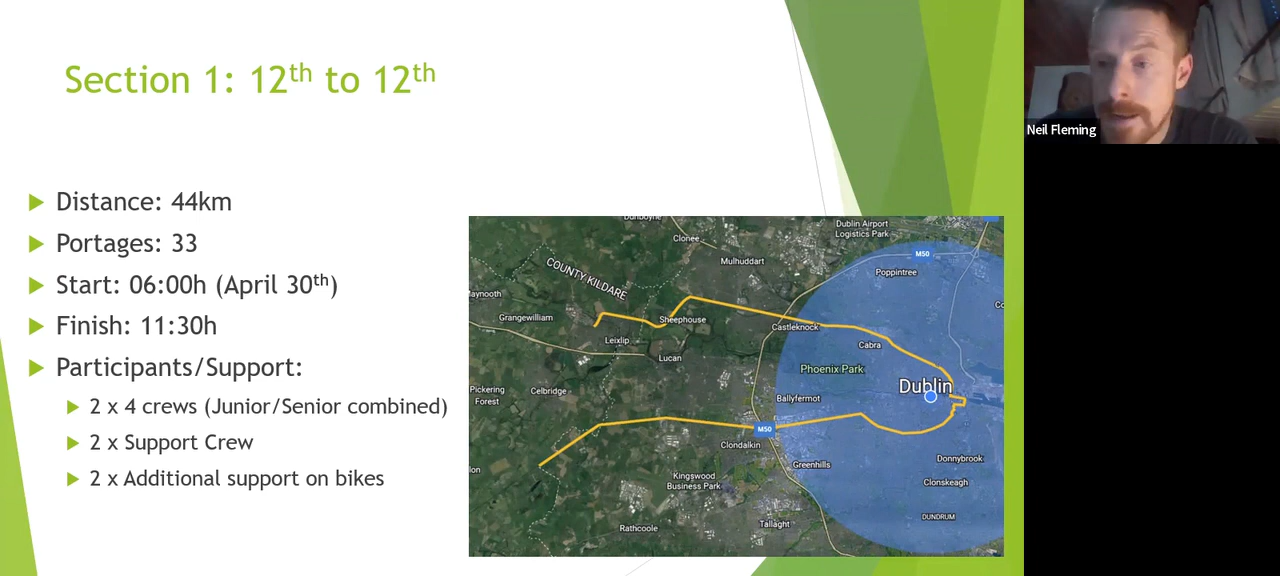 Section 1: 12th to 12th
Distance: 44km
Portages: 33
Start: 06:00h (April 30th)
Finish: 11:30h
Participants/Support:
2 x 4 crews (Junior/Senior combined)
2 x Support Crew
2 x Additional support on bikes
Neil Fleming
Dublin Airport
Logistics Park
Clonee
M50
Mulhuddart
COUNTY KILDARE
Poppintree
Grangewilliam
Sheephouse
Castleknock
Leixlip
Cabra
Lucan
Phoenix Park
Dublin
Pickering
Forest
Celbridge
Ballyfermot
M50
Clondalkin
Greenhills
Donnybrook
Kingswood
Business Park
Clonskeagh
DUNDRUM
Rathcoole
Tallaght